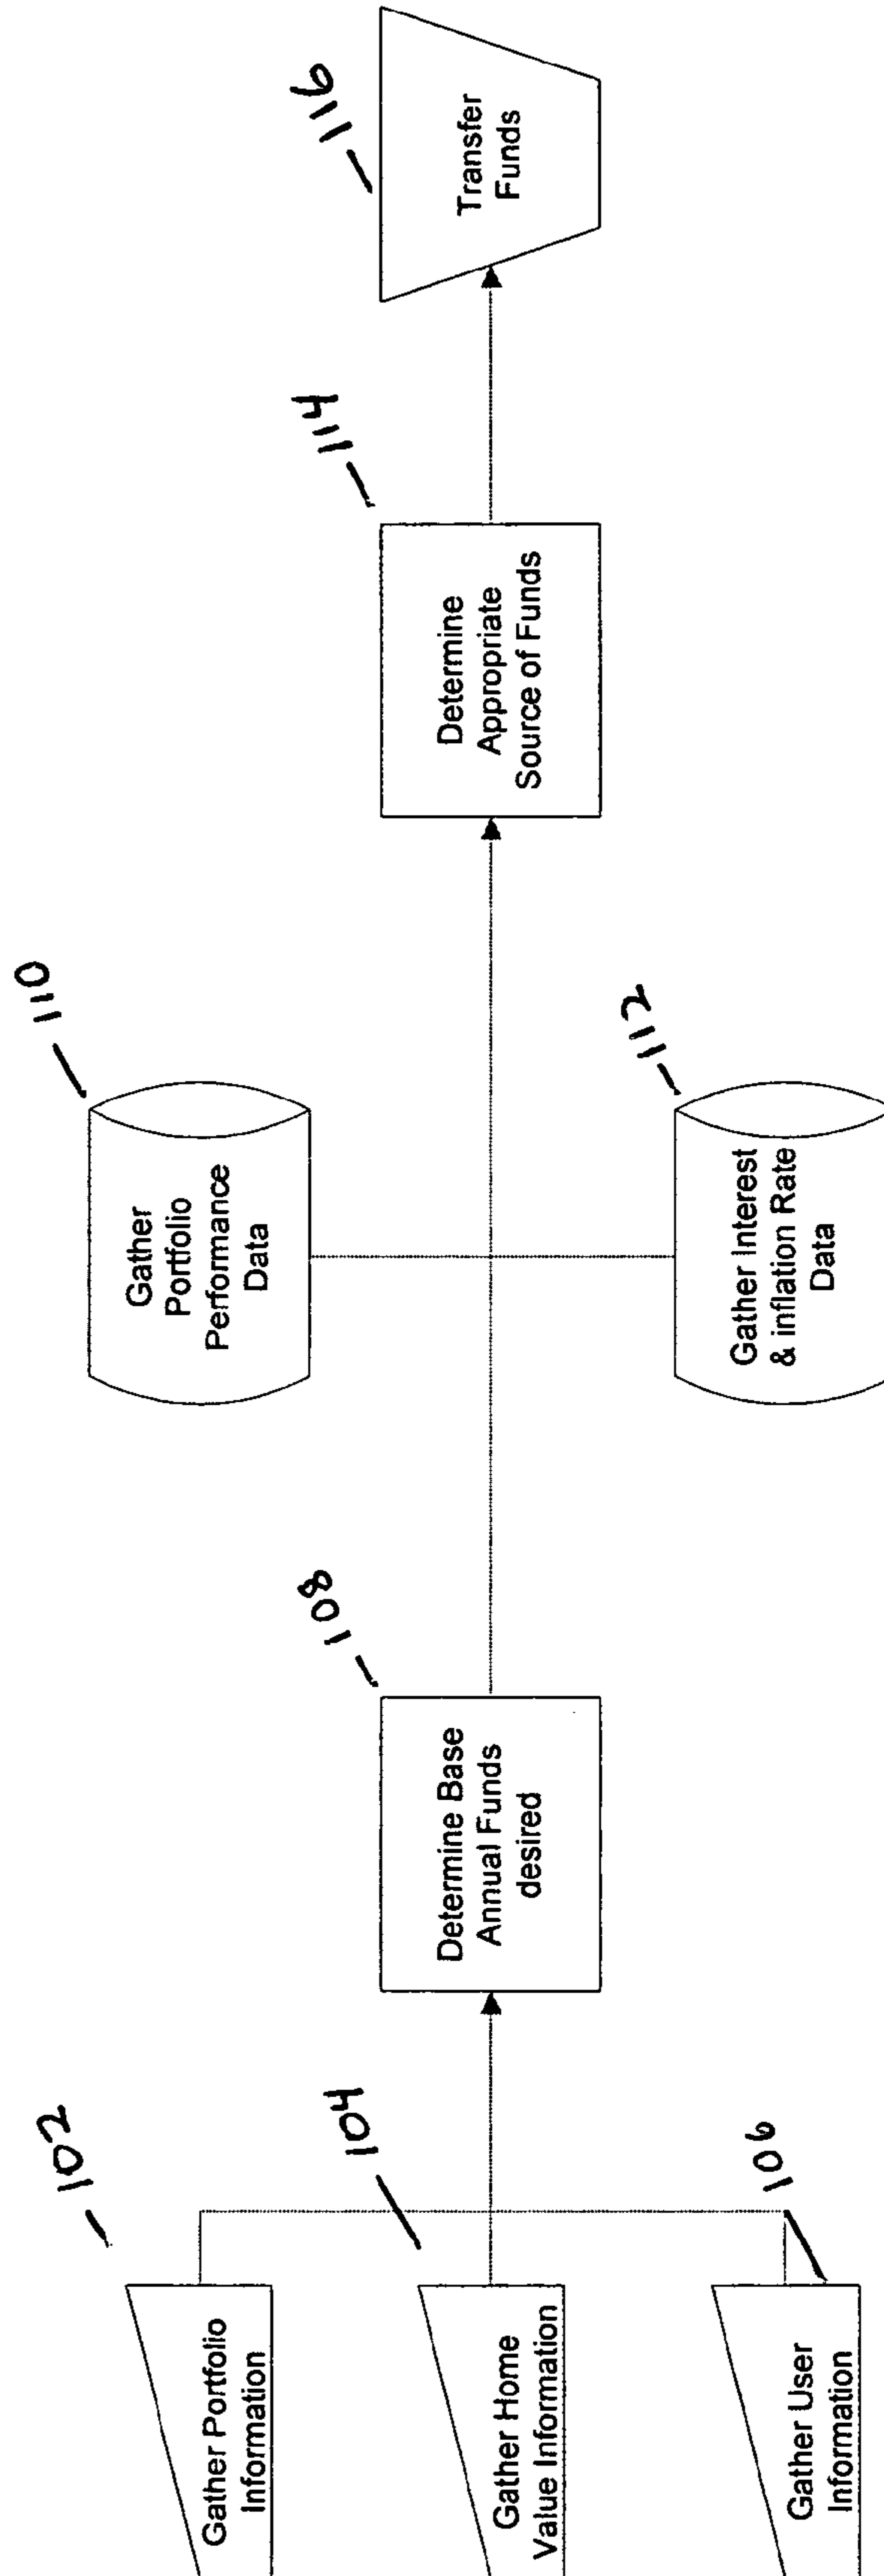 102
Gather Portfolio
Information
104
Gather Home
Value Information
106
Gather User
Information
108
Determine Base
Annual Funds
desired
110
Gather
Portfolio
Performance
Data
112
Gather Interest
& inflation Rate
Data
114
Determine
Appropriate
Source of Funds
116
Transfer
Funds